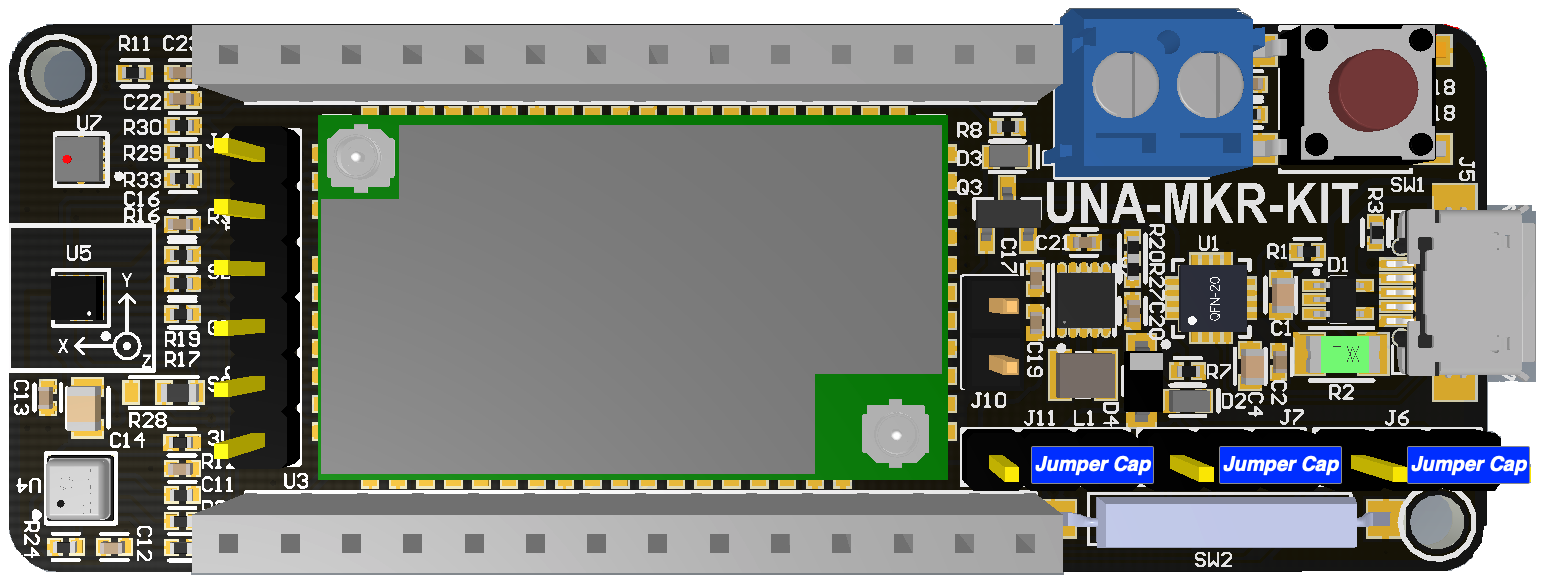 R11 C23
C22
U7
R30
R29
R33
C16
R16
U5
Y
X
Z
R19
R17
C13
R28
C14
U4
R24
C12
C11
U3
R8
D3
Q3
SW1
J5
UNA-MKR-KIT
R3
C21
C17
R20
R27
C20
U1
QFN-20
R1
D1
C1
C19
J10
L1
D4
R7
D2
C4
C2
R2
J11
J7
J6
Jumper Cap
Jumper Cap
Jumper Cap
SW2